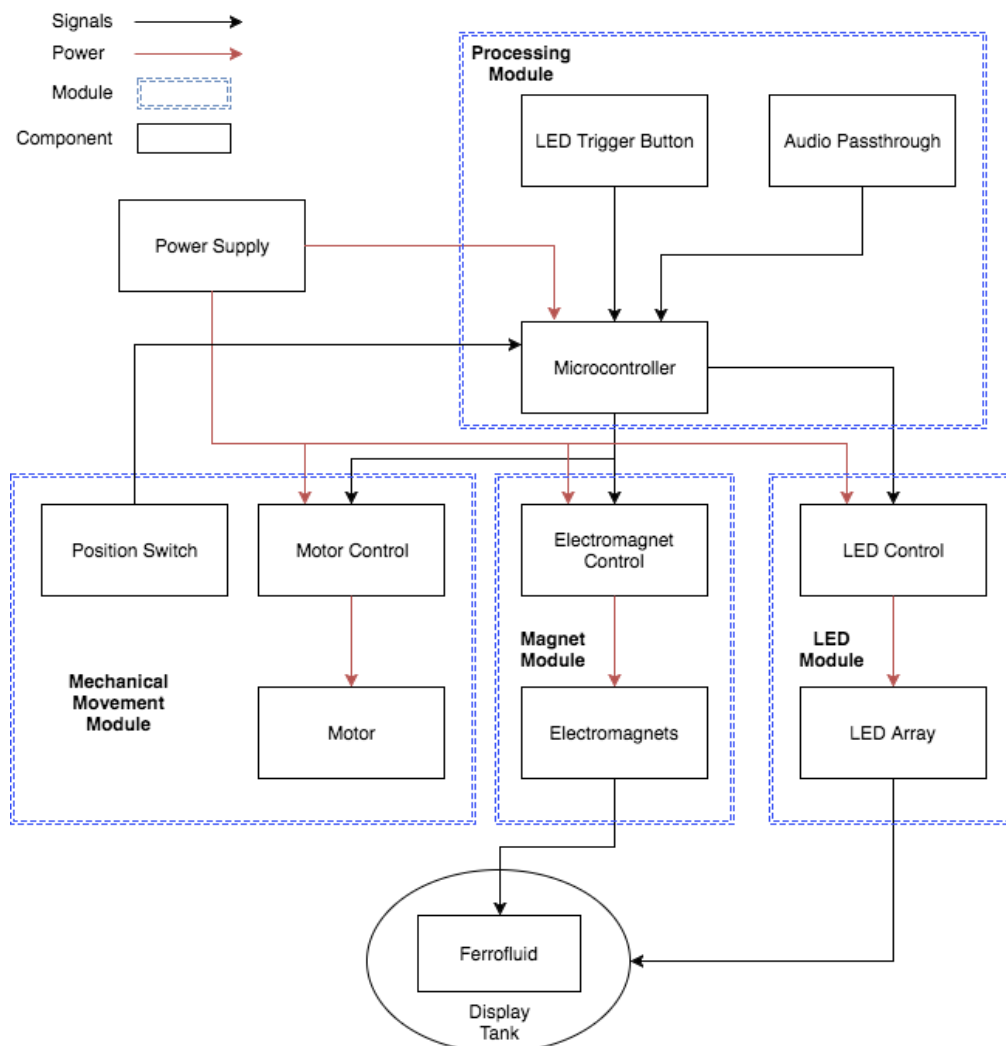 Signals
Power
Module
Component
Processing
Module
LED Trigger Button
Audio Passthrough
Power Supply
Microcontroller
Position Switch
Motor Control
Electromagnet
Control
LED Control
Mechanical
Movement
Module
Magnet
Module
LED
Module
Motor
Electromagnets
LED Array
Ferrofluid
Display
Tank